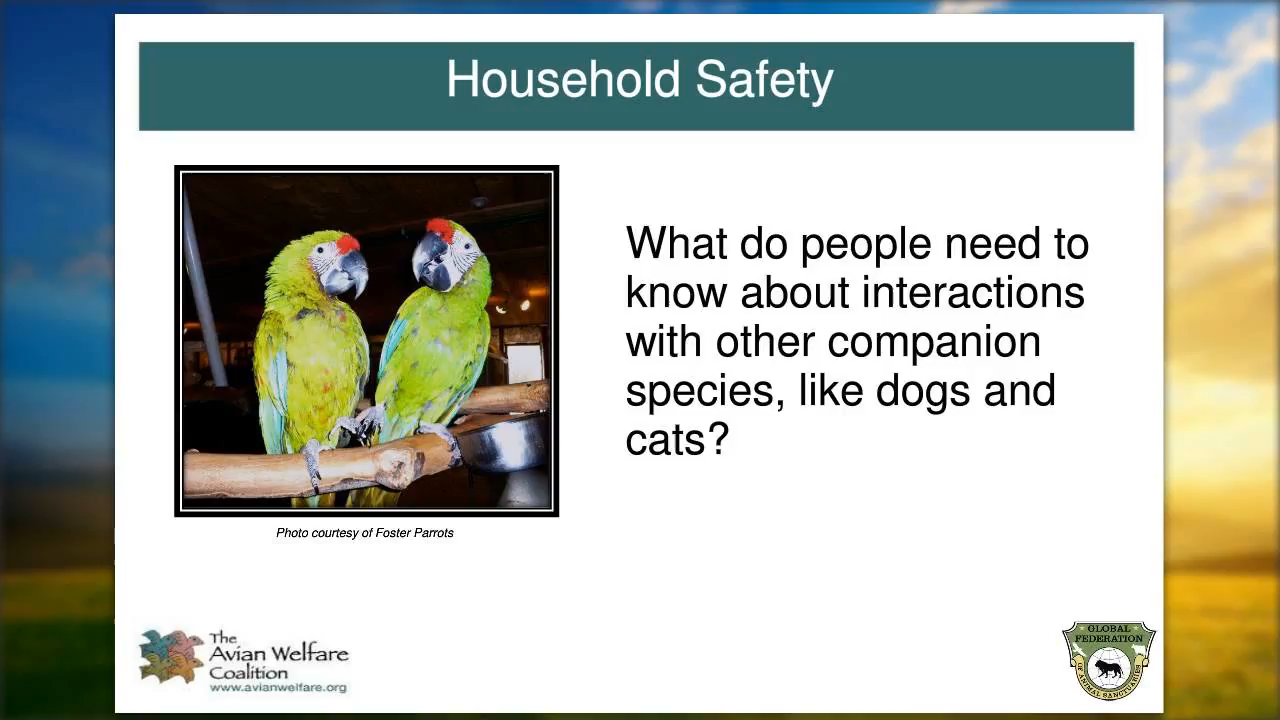 Household Safety
What do people need to
know about interactions
with other companion
species, like dogs and
cats?
Photo courtesy of Foster Parrots
The
Avian Welfare
Coalition
www.avianwelfare.org
GLOBAL
FEDERATION
OF ANIMAL SANCTUARIES